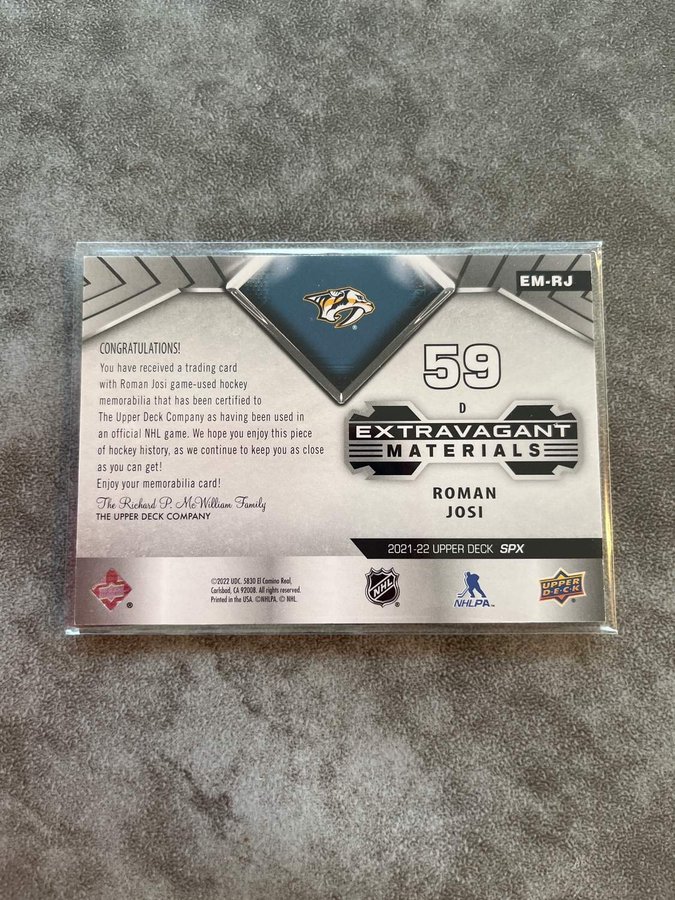 EM-RJ
CONGRATULATIONS!
You have received a trading card
with Roman Josi game-used hockey
memorabilia that has been certified to
The Upper Deck Company as having been used in
an official NHL game. We hope you enjoy this piece
of hockey history, as we continue to keep you as close
as you can get!
Enjoy your memorabilia card!
The Richard P. McWilliam Family
THE UPPER DECK COMPANY
59
D
EXTRAVAGANT
MATERIALS
ROMAN
JOSI
2021-22 UPPER DECK SPX
©2022 UDC. 5830 El Camino Real,
Carlsbad, CA 92008. All rights reserved.
Printed in the USA. ©NHLPA. © NHL.
NHL
NHLPA
UPPER
DECK